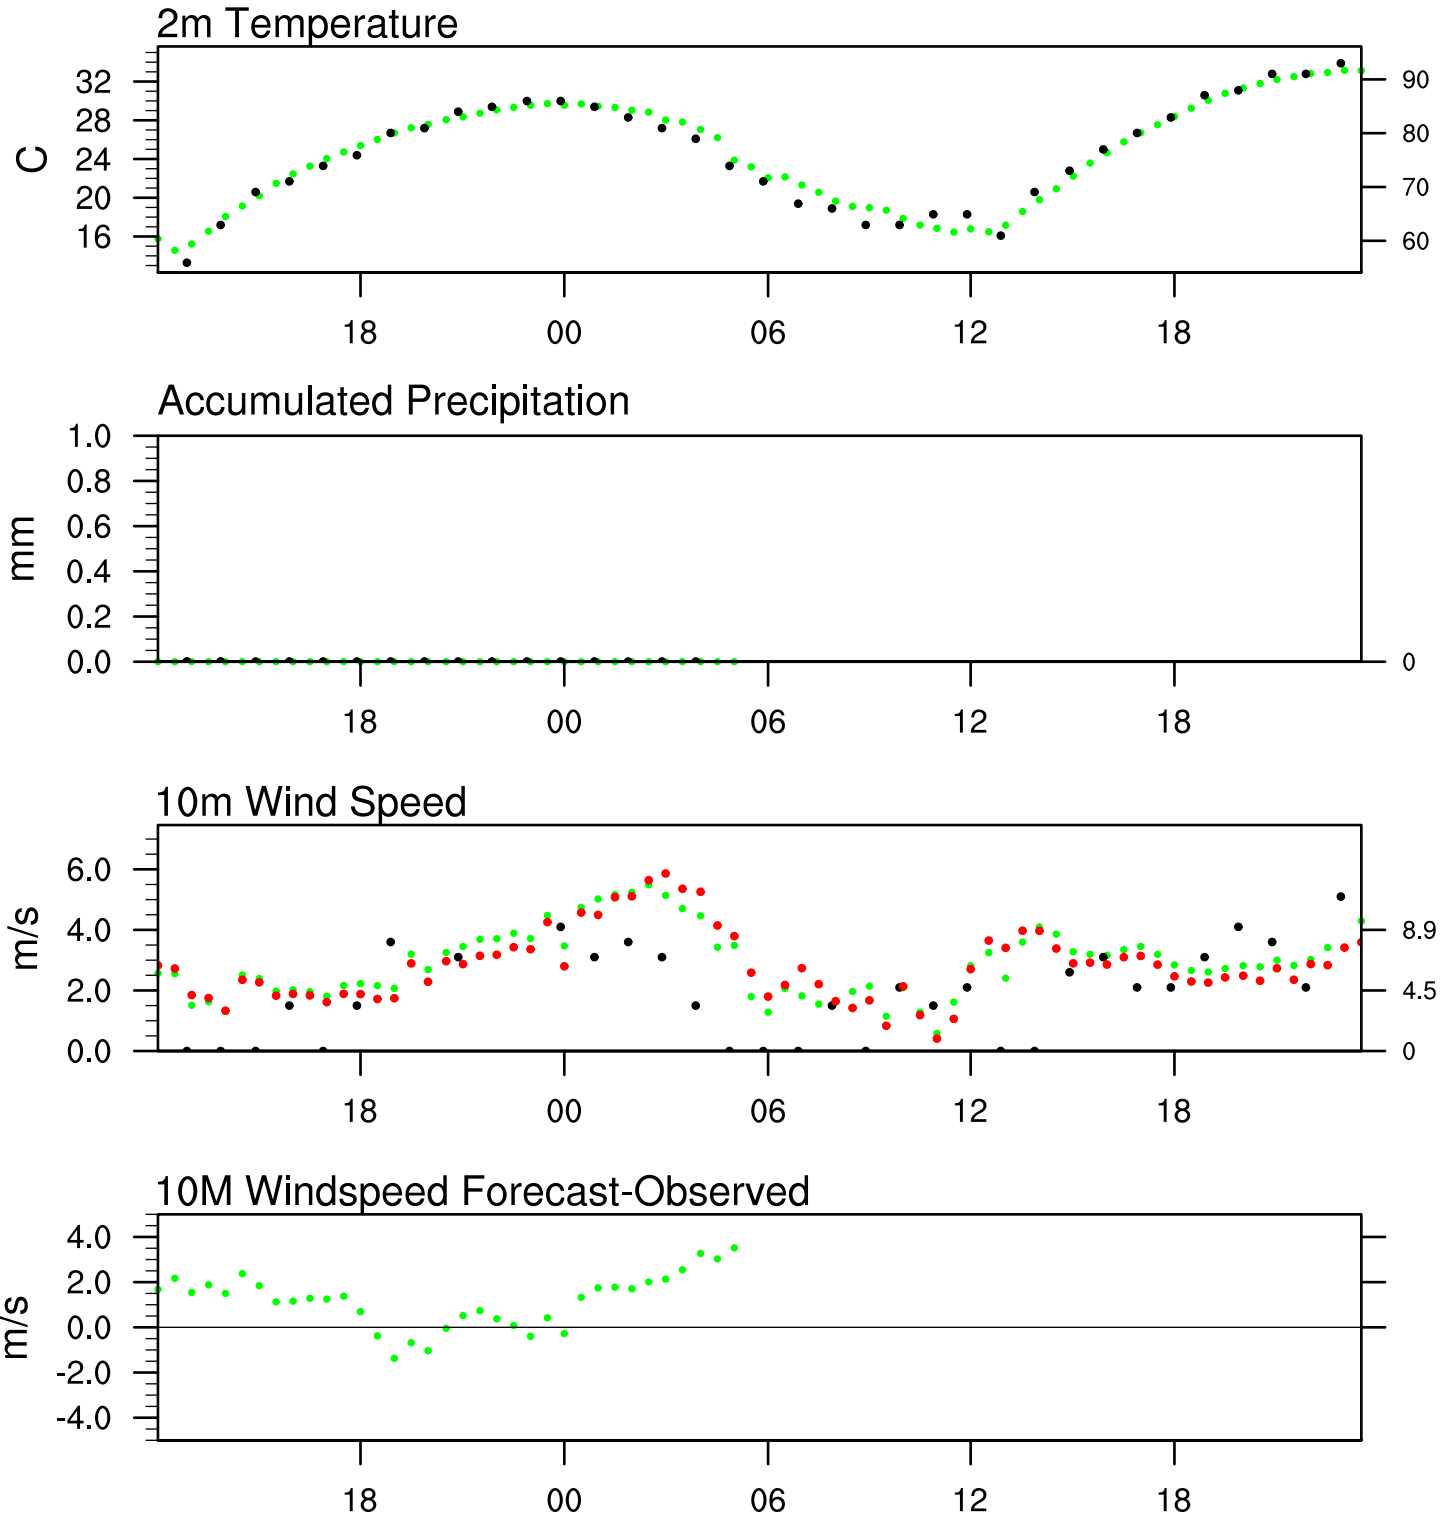 2m Temperature
C
32
28
24
20
16
90
80
70
60
18 00 06 12 18
Accumulated Precipitation
mm
1.0
0.8
0.6
0.4
0.2
0.0
0
18 00 06 12 18
10m Wind Speed
m/s
6.0
4.0
2.0
0.0
8.9
4.5
0
18 00 06 12 18
10M Windspeed Forecast-Observed
m/s
4.0
2.0
0.0
-2.0
-4.0
18 00 06 12 18